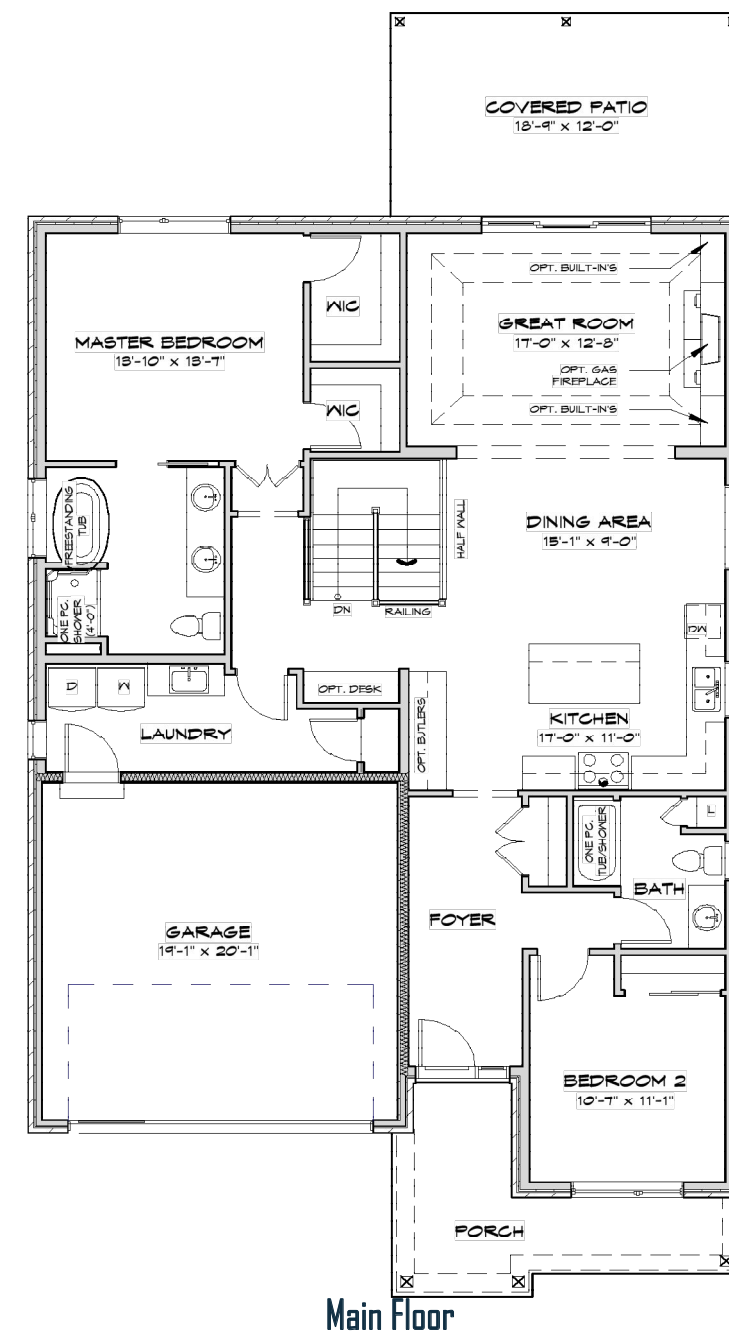 COVERED PATIO
18'-9" x 12'-0"
OPT. BUILT-IN'S
WIC
GREAT ROOM
17'-0" x 12'-8"
MASTER BEDROOM
13'-10" x 13'-7"
OPT. GAS
FIREPLACE
WIC
OPT. BUILT-IN'S
FREESTANDING
TUB
HALF WALL
DINING AREA
15'-1" x 9'-0"
ONE PC.
SHOWER
(4'-0")
DN
RAILING
MC
D
W
OPT. DESK
LAUNDRY
OPT. BUTLERS
KITCHEN
17'-0" x 11'-0"
ONE PC.
TUB/SHOWER
L
BATH
FOYER
GARAGE
19'-1" x 20'-1"
BEDROOM 2
10'-7" x 11'-1"
PORCH
Main Floor